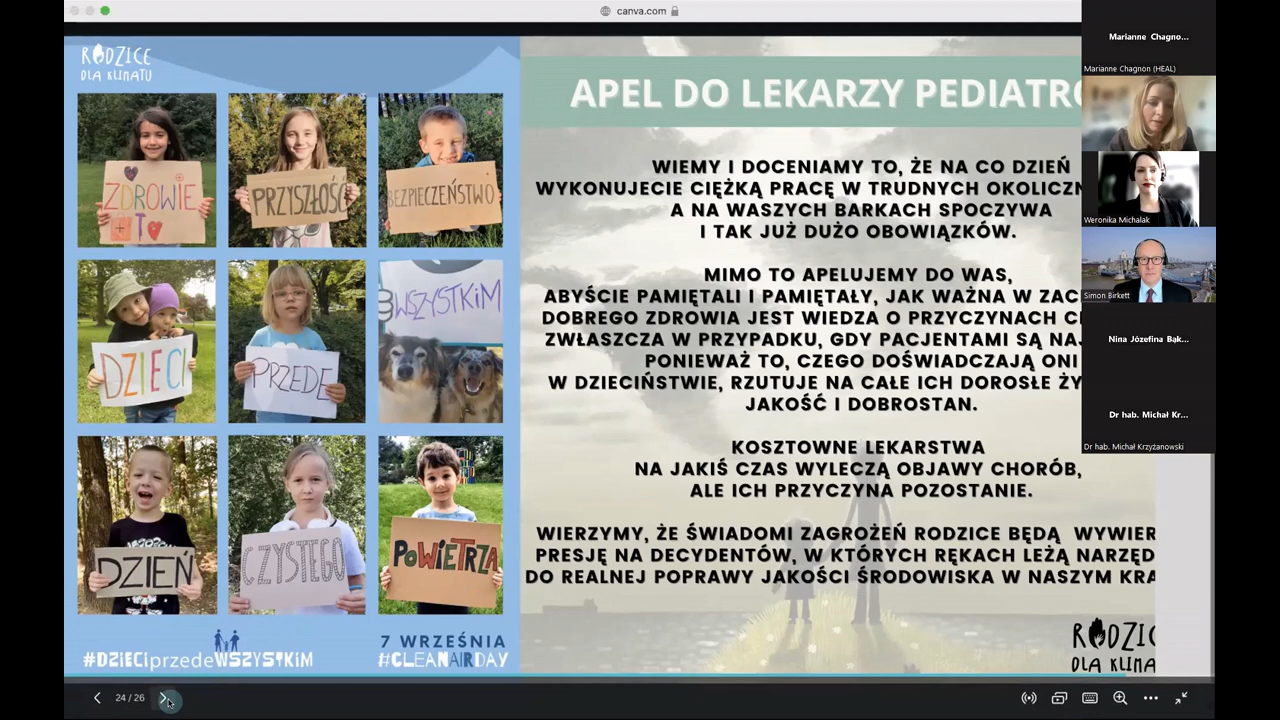 canva.com
RODZICE
DLA KLIMATU
ZDROWIE
TO
PRZYSZŁOŚĆ
BEZPIECZEŃSTWO
DZIECI
PRZEDE
WSZYSTKIM
DZIEŃ
CZYSTEGO
POWIETRZA
#DZIECIprzedeWSZYSTKIM
7 WRZEŚNIA
#CLEANAIRDAY
APEL DO LEKARZY PEDIATRÓ
WIEMY I DOCENIAMY TO, ŻE NA CO DZIEŃ
WYKONUJECIE CIĘŻKĄ PRACĘ W TRUDNYCH OKOLICZN
A NA WASZYCH BARKACH SPOCZYWA
I TAK JUŻ DUŻO OBOWIĄZKÓW.
MIMO TO APELUJEMY DO WAS,
ABYŚCIE PAMIĘTALI I PAMIĘTAŁY, JAK WAŻNA W ZAC
DOBREGO ZDROWIA JEST WIEDZA O PRZYCZYNACH C
ZWŁASZCZA W PRZYPADKU, GDY PACJENTAMI SĄ NAJ
PONIEWAŻ TO, CZEGO DOŚWIADCZAJĄ ONI
W DZIECIŃSTWIE, RZUTUJE NA CAŁE ICH DOROSŁE ŻY
JAKOŚĆ I DOBROSTAN.
KOSZTOWNE LEKARSTWA
NA JAKIŚ CZAS WYLECZĄ OBJAWY CHORÓB,
ALE ICH PRZYCZYNA POZOSTANIE.
WIERZYMY, ŻE ŚWIADOMI ZAGROŻEŃ RODZICE BĘDĄ WYWIER
PRESJĘ NA DECYDENTÓW, W KTÓRYCH RĘKACH LEŻĄ NARZĘD
DO REALNEJ POPRAWY JAKOŚCI ŚRODOWISKA W NASZYM KRA
RODZIC
DLA KLIMA
Marianne Chagno...
Marianne Chagnon (HEAL)
Weronika Michalak
Simon Birkett
Nina Józefina Bąk...
Dr hab. Michał Kr...
Dr hab. Michał Krzyżanowski
24 / 26